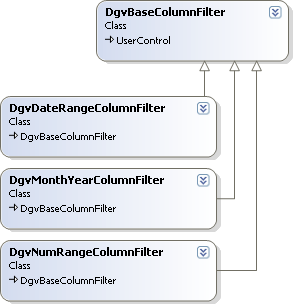 DgvBaseColumnFilter
Class
UserControl
DgvDateRangeColumnFilter
Class
DgvBaseColumnFilter
DgvMonthYearColumnFilter
Class
DgvBaseColumnFilter
DgvNumRangeColumnFilter
Class
DgvBaseColumnFilter